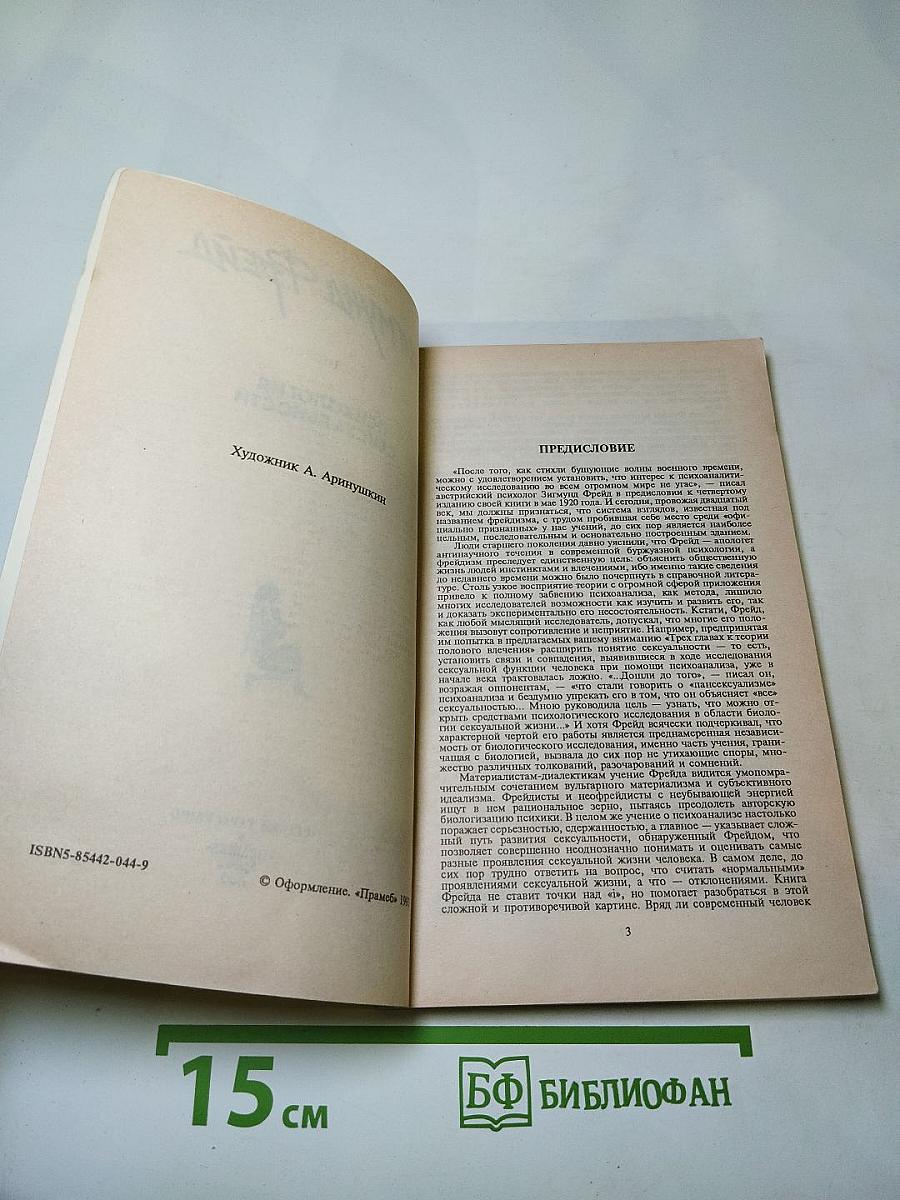 Художник А. Аринушкин
ISBN5-85442-044-9
© Оформление. «Прамеб» 199
ПРЕДИСЛОВИЕ
«После того, как стихли бушующие волны военного времени,
можно с удовлетворением установить, что интерес к психоаналити-
ческому исследованию во всем огромном мире не угас», — писал
австрийский психолог Зигмунд Фрейд в предисловии к четвертому
изданию своей книги в мае 1920 года. И сегодня, провожая двадцатый
век, мы должны признаться, что система взглядов, известная под
названием фрейдизма, с трудом пробившая себе место среди «офи-
циально признанных» у нас учений, до сих пор является наиболее
цельным, последовательным и основательно построенным зданием.
Люди старшего поколения давно уяснили, что Фрейд — апологет
антинаучного течения в современной буржуазной психологии, а
фрейдизм преследует единственную цель: объяснить общественную
жизнь людей инстинктами и влечениями, ибо именно такие сведения
до недавнего времени можно было почерпнуть в справочной литера-
туре. Столь узкое восприятие теории с огромной сферой приложения
привело к полному забвению психоанализа, как метода, лишило
многих исследователей возможности как изучить и развить его, так
и доказать экспериментально его несостоятельность. Кстати, Фрейд,
как любой мыслящий исследователь, допускал, что многие его поло-
жения вызовут сопротивление и неприятие. Например, предпринятая
им попытка в предлагаемых вашему вниманию «Трех главах к теории
полового влечения» расширить понятие сексуальности — то есть,
установить связи и совпадения, выявившиеся в ходе исследования
сексуальной функции человека при помощи психоанализа, уже в
начале века трактовалась ложно. «...Дошли до того», — писал он,
возражая оппонентам, — «что стали говорить о «пансексуализме»
психоанализа и бездумно упрекать его в том, что он объясняет «все»
сексуальностью... Мною руководила цель — узнать, что можно от-
крыть средствами психологического исследования в области биоло-
гии сексуальной жизни...» И хотя Фрейд всячески подчеркивал, что
характерной чертой его работы является преднамеренная независи-
мость от биологического исследования, именно часть учения, грани-
чащая с биологией, вызвала до сих пор не утихающие споры, мно-
жество различных толкований, разочарований и сомнений.
Материалистам-диалектикам учение Фрейда видится умопомра-
чительным сочетанием вульгарного материализма и субъективного
идеализма. Фрейдисты и неофрейдисты с неубывающей энергией
ищут в нем рациональное зерно, пытаясь преодолеть авторскую
биологизацию психики. В целом же учение о психоанализе настолько
поражает серьезностью, сдержанностью, а главное — указывает слож-
ный путь развития сексуальности, обнаруженный Фрейдом, что
позволяет совершенно неоднозначно понимать и оценивать самые
разные проявления сексуальной жизни человека. В самом деле, до
сих пор трудно ответить на вопрос, что считать «нормальными»
проявлениями сексуальной жизни, а что — отклонениями. Книга
Фрейда не ставит точки над «i», но помогает разобраться в этой
сложной и противоречивой картине. Вряд ли современный человек
3
15 см
БФ БИБЛИОФАН